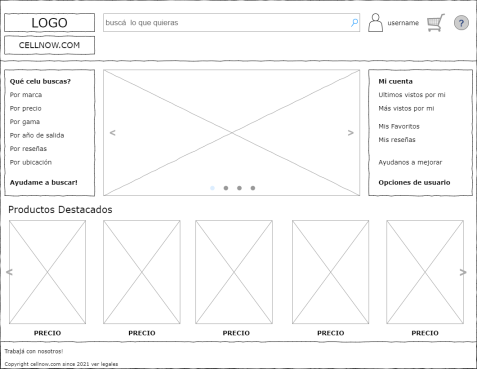 LOGO
CELLNOW.COM
buscá lo que quieras
username
?
Qué celu buscas?
Por marca
Por precio
Por gama
Por año de salida
Por reseñas
Por ubicación
Ayudame a buscar!
<
>
Mi cuenta
Ultimos vistos por mi
Más vistos por mi
Mis Favoritos
Mis reseñas
Ayudanos a mejorar
Opciones de usuario
Productos Destacados
<
>
PRECIO
PRECIO
PRECIO
PRECIO
PRECIO
Trabajá con nosotros!
Copyright cellnow.com since 2021 ver legales